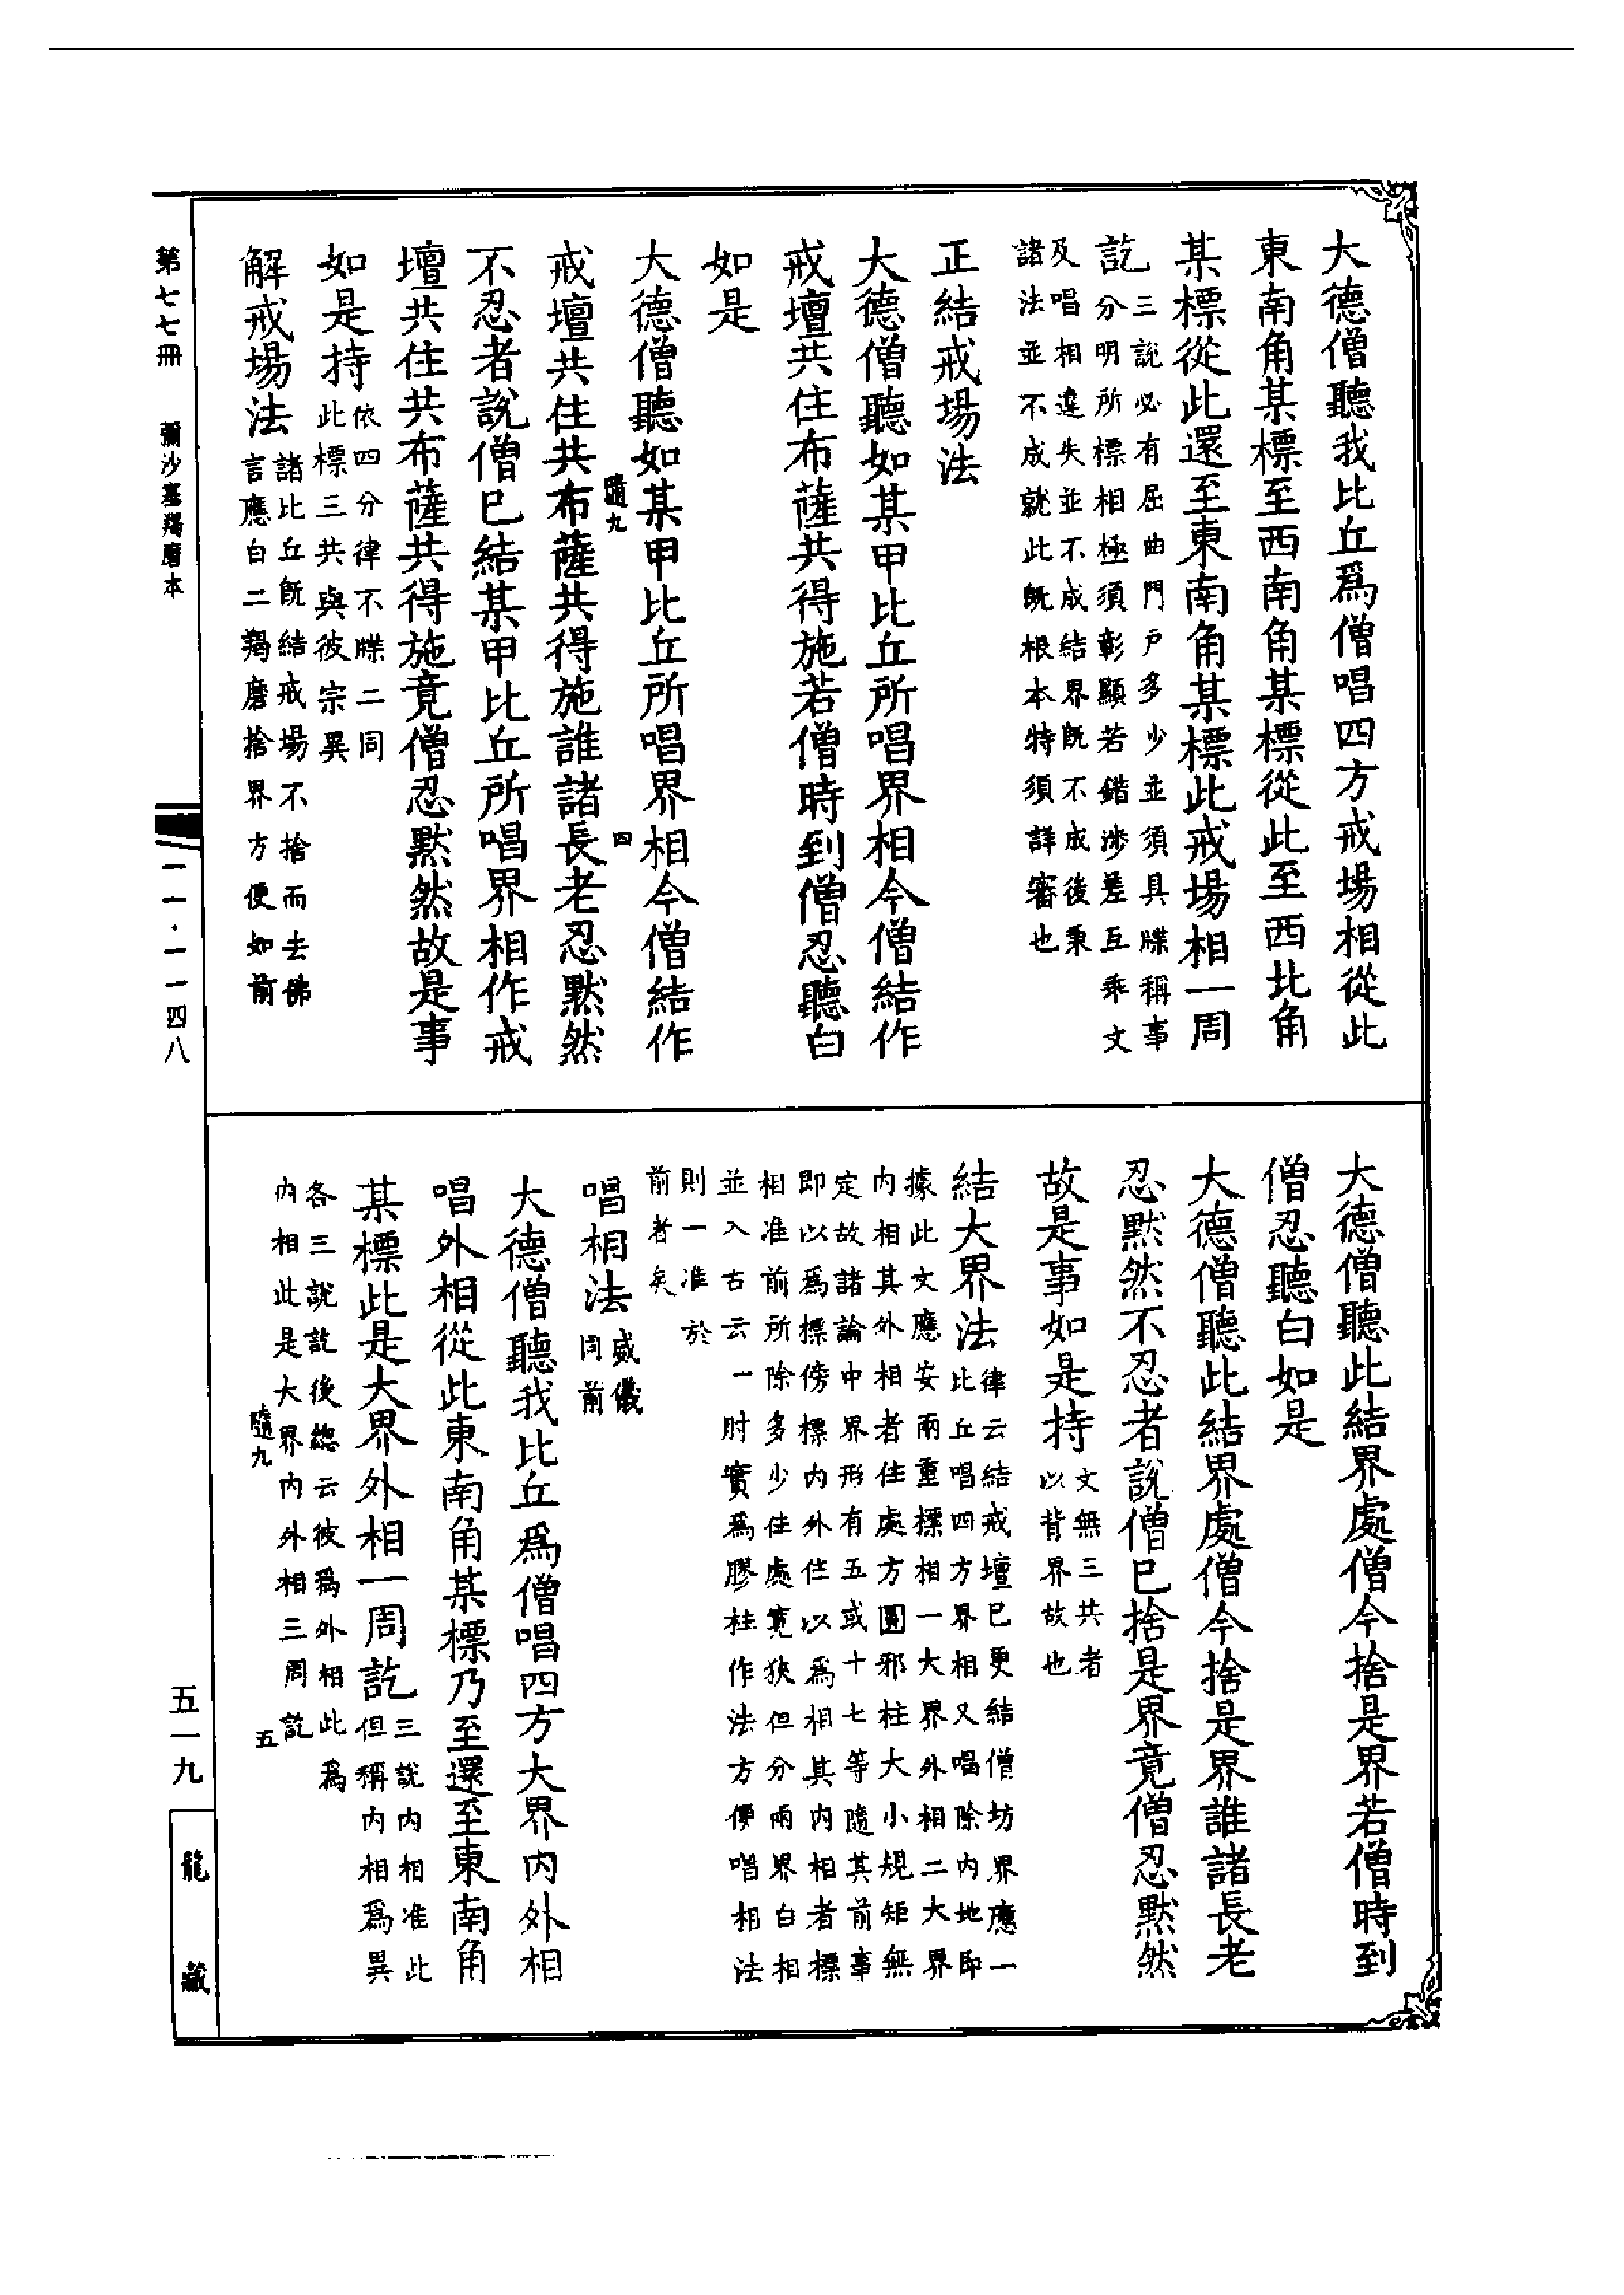 大德僧聽我比丘爲僧唱四方戒場相從此
東南角某標至西南角某標從此至西北角
某標從此還至東南角某標此戒場相一周
訖三說必有屈曲門戶多少並須具牒稱事
分明所標相極須彰顯若錯涉差互乖文
及唱相違失並不成結界旣不成後秉
諸法並不成就此旣根本特須詳審也
正結戒場法
大德僧聽如某甲比丘所唱界相今僧結作
戒壇共住共布薩共得施若僧時到僧忍聽白
如是
大德僧聽如某甲比丘所唱界相今僧結作
隨九 四
戒壇共住共布薩共得施誰諸長老忍默然
不忍者說僧已結某甲比丘所唱界相作戒
壇共住共布薩共得施竟僧忍默然故是事
如是持依四分律不牒二同
此標三共與彼宗異
解戒場法諸比丘旣結戒場不捨而去佛
言應白二羯磨捨界方便如前
第七七冊 彌沙塞羯磨本 一一·一一四八
大德僧聽此結界處僧今捨是界若僧時到
僧忍聽白如是
大德僧聽此結界處僧今捨是界誰諸長老
忍默然不忍者說僧已捨是界竟僧忍默然
故是事如是持文無三共者
以背界故也
結大界法律云結戒壇已更結僧坊界應一
比丘唱四方界相又唱除內地即
據此文應安兩重標相一大界外相二大界
內相其外相者住處方圓邪柱大小規矩無
定故諸論中界形有五或十七等隨其前事
即以爲標傍標內外住以爲相其內相者標
相准前所除多少住處寬狹但分兩界白相
並入古云一肘實爲膠柱作法方便唱相法
則一准於
前者矣
唱相法威儀
同前
大德僧聽我比丘爲僧唱四方大界內外相
唱外相從此東南角某標乃至還至東南角
某標此是大界外相一周訖三說內相准此
但稱內相爲異
各三說訖後總云彼爲外相此爲
內相此是大界內外相三周訖
隨九 五
五一九
龍藏